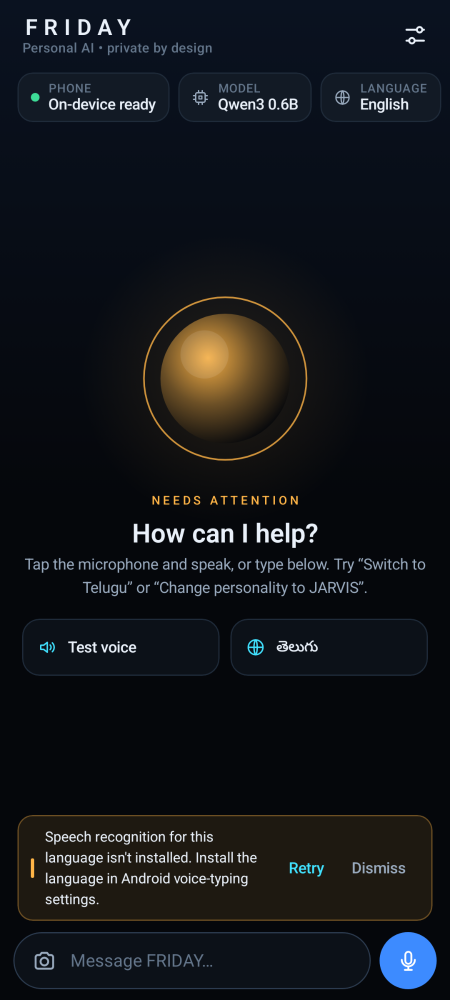 FRIDAY
Personal AI • private by design
PHONE
On-device ready
MODEL
Qwen3 0.6B
LANGUAGE
English
NEEDS ATTENTION
How can I help?
Tap the microphone and speak, or type below. Try “Switch to
Telugu” or “Change personality to JARVIS”.
Test voice
తెలుగు
Speech recognition for this
language isn't installed. Install the
language in Android voice-typing
settings.
Retry
Dismiss
Message FRIDAY…